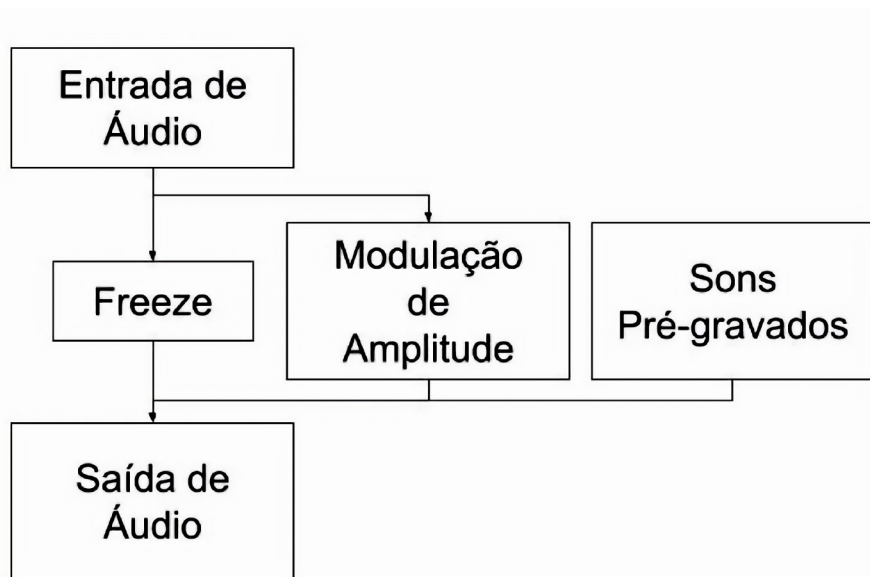 Entrada de
Áudio
Freeze
Modulação
de
Amplitude
Sons
Pré-gravados
Saída de
Áudio